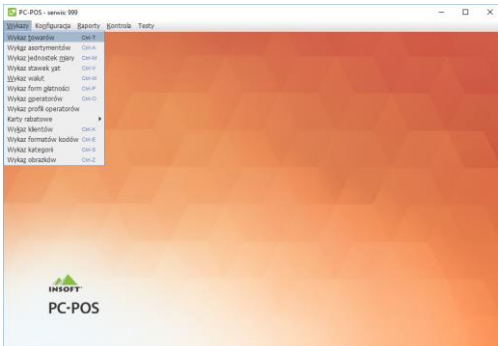 PC-POS - serwis 999
Wykazy Konfiguracja Raporty Kontrola Testy
Wykaz towarów Ctrl-T
Wykaz asortymentów Ctrl-A
Wykaz jednostek miary Ctrl-M
Wykaz stawek vat Ctrl-V
Wykaz walut Ctrl-W
Wykaz form płatności Ctrl-P
Wykaz operatorów Ctrl-O
Wykaz profili operatorów
Karty rabatowe
Wykaz klientów Ctrl-K
Wykaz formatów kodów Ctrl-E
Wykaz kategorii
Wykaz obrazków Ctrl-Z
INSOFT
PC-POS